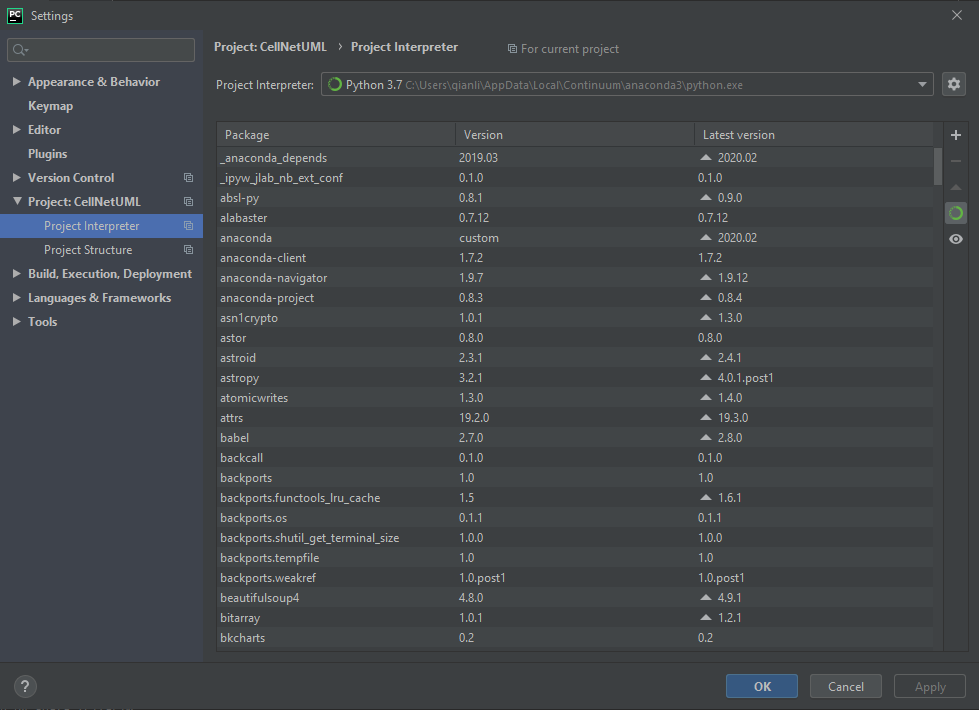 PC Settings
Project: CellNetUML › Project Interpreter For current project
Appearance & Behavior
Keymap
Editor
Plugins
Version Control
Project: CellNetUML
Project Interpreter
Project Structure
Build, Execution, Deployment
Languages & Frameworks
Tools
Project Interpreter: Python 3.7 C:\Users\qianli\AppData\Local\Continuum\anaconda3\python.exe
Package Version Latest version
_anaconda_depends 2019.03 2020.02
_ipyw_jlab_nb_ext_conf 0.1.0 0.1.0
absl-py 0.8.1 0.9.0
alabaster 0.7.12 0.7.12
anaconda custom 2020.02
anaconda-client 1.7.2 1.7.2
anaconda-navigator 1.9.7 1.9.12
anaconda-project 0.8.3 0.8.4
asn1crypto 1.0.1 1.3.0
astor 0.8.0 0.8.0
astroid 2.3.1 2.4.1
astropy 3.2.1 4.0.1.post1
atomicwrites 1.3.0 1.4.0
attrs 19.2.0 19.3.0
babel 2.7.0 2.8.0
backcall 0.1.0 0.1.0
backports 1.0 1.0
backports.functools_lru_cache 1.5 1.6.1
backports.os 0.1.1 0.1.1
backports.shutil_get_terminal_size 1.0.0 1.0.0
backports.tempfile 1.0 1.0
backports.weakref 1.0.post1 1.0.post1
beautifulsoup4 4.8.0 4.9.1
bitarray 1.0.1 1.2.1
bkcharts 0.2 0.2
? OK Cancel Apply